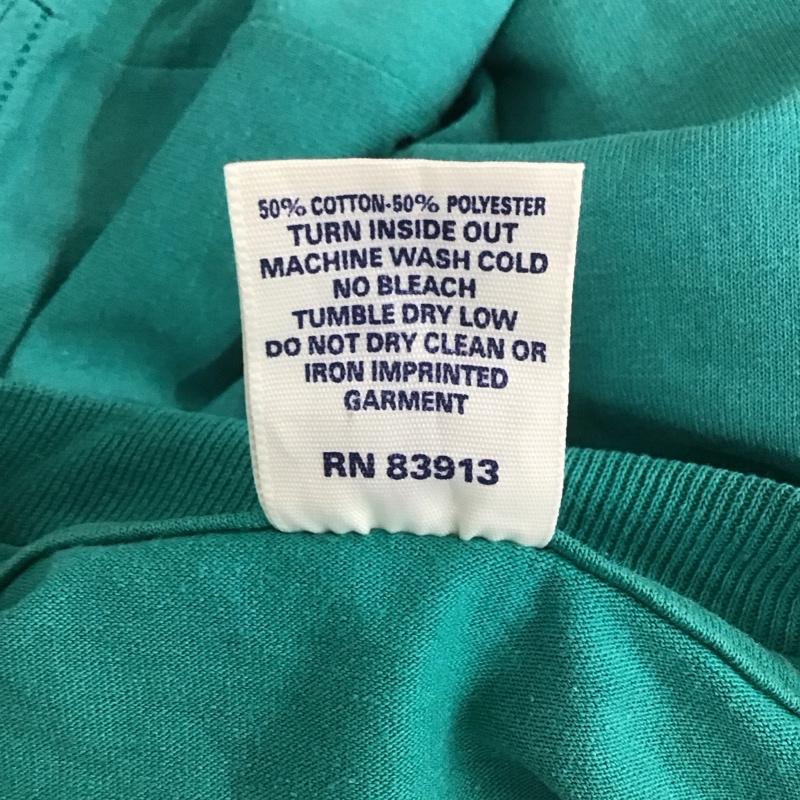 50% COTTON-50% POLYESTER
TURN INSIDE OUT
MACHINE WASH COLD
NO BLEACH
TUMBLE DRY LOW
DO NOT DRY CLEAN OR
IRON IMPRINTED
GARMENT
RN 83913